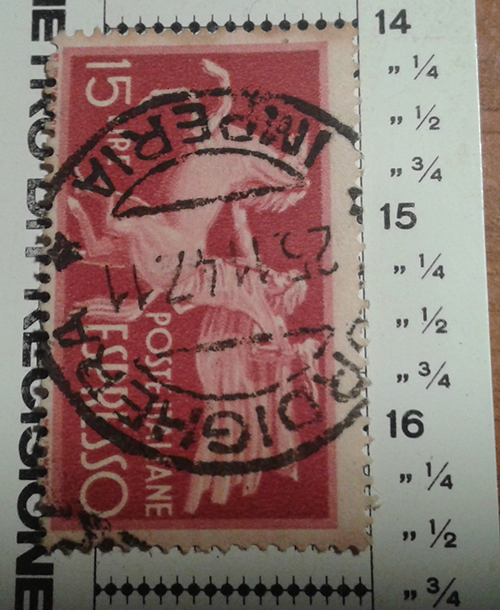 14
„ 1/4
„ 1/2
„ 3/4
15
„ 1/4
„ 1/2
„ 3/4
16
„ 1/4
„ 1/2
„ 3/4
15 LIRE
ESPRESSO
POSTE ITALIANE
IMPERIA
BORDIGHERA
DI PRECISIONE